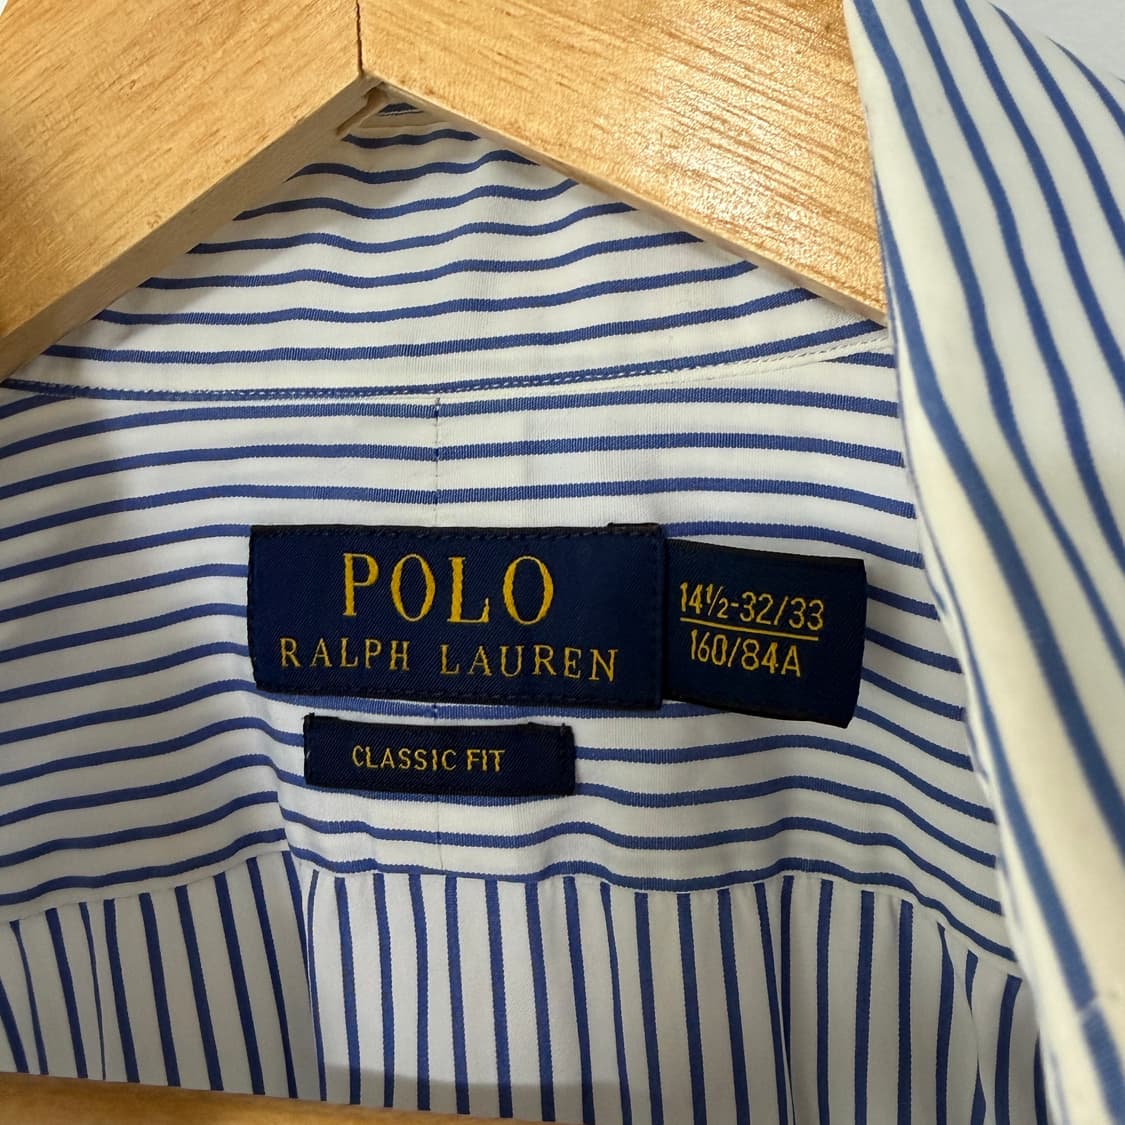 POLO
RALPH LAUREN
14½-32/33
160/84A
CLASSIC FIT